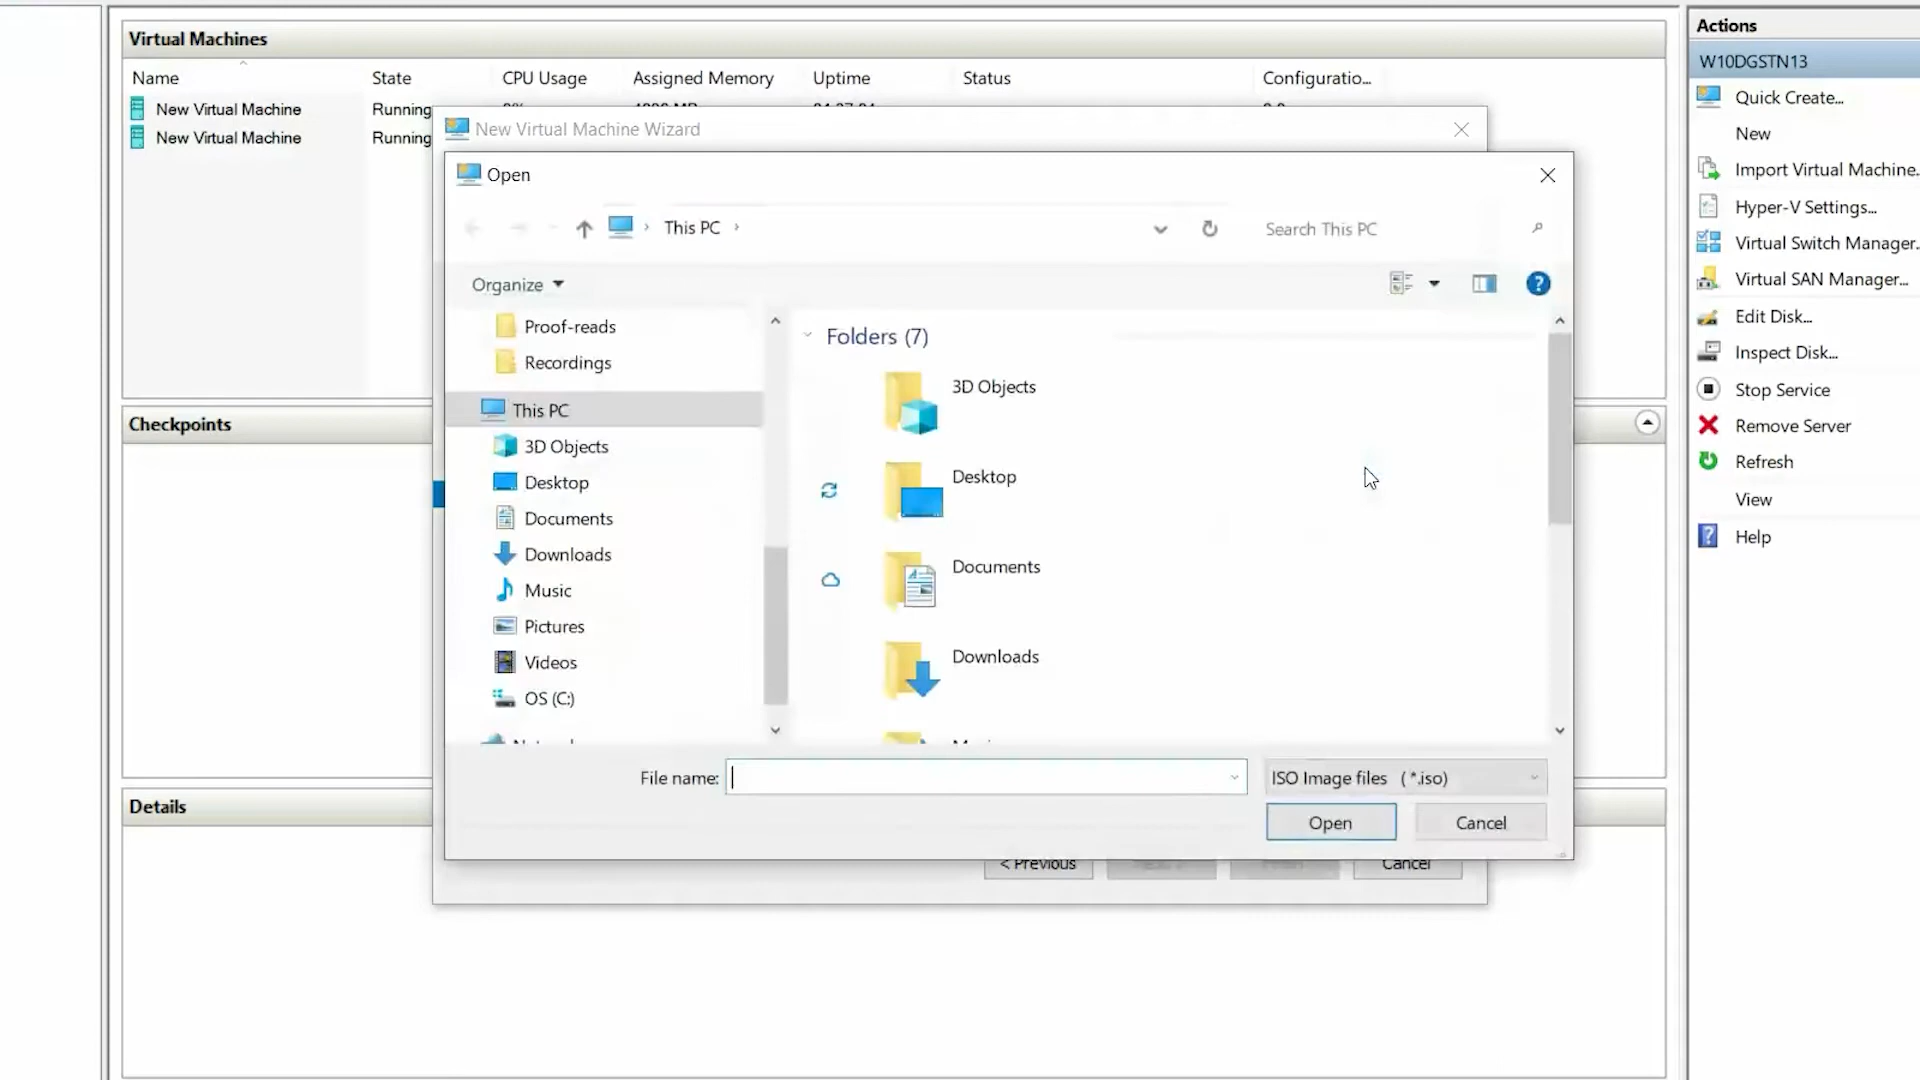 Virtual Machines
Name State CPU Usage Assigned Memory Uptime Status Configuratio...
New Virtual Machine Running
New Virtual Machine Running
New Virtual Machine Wizard
Open
This PC
Search This PC
Organize
Proof-reads
Recordings
This PC
3D Objects
Desktop
Documents
Downloads
Music
Pictures
Videos
OS (C:)
Folders (7)
3D Objects
Desktop
Documents
Downloads
File name:
ISO Image files ( *.iso)
Open Cancel
< Previous Cancel
Checkpoints
Details
Actions
W10DGSTN13
Quick Create...
New
Import Virtual Machine.
Hyper-V Settings...
Virtual Switch Manager.
Virtual SAN Manager...
Edit Disk...
Inspect Disk...
Stop Service
Remove Server
Refresh
View
Help